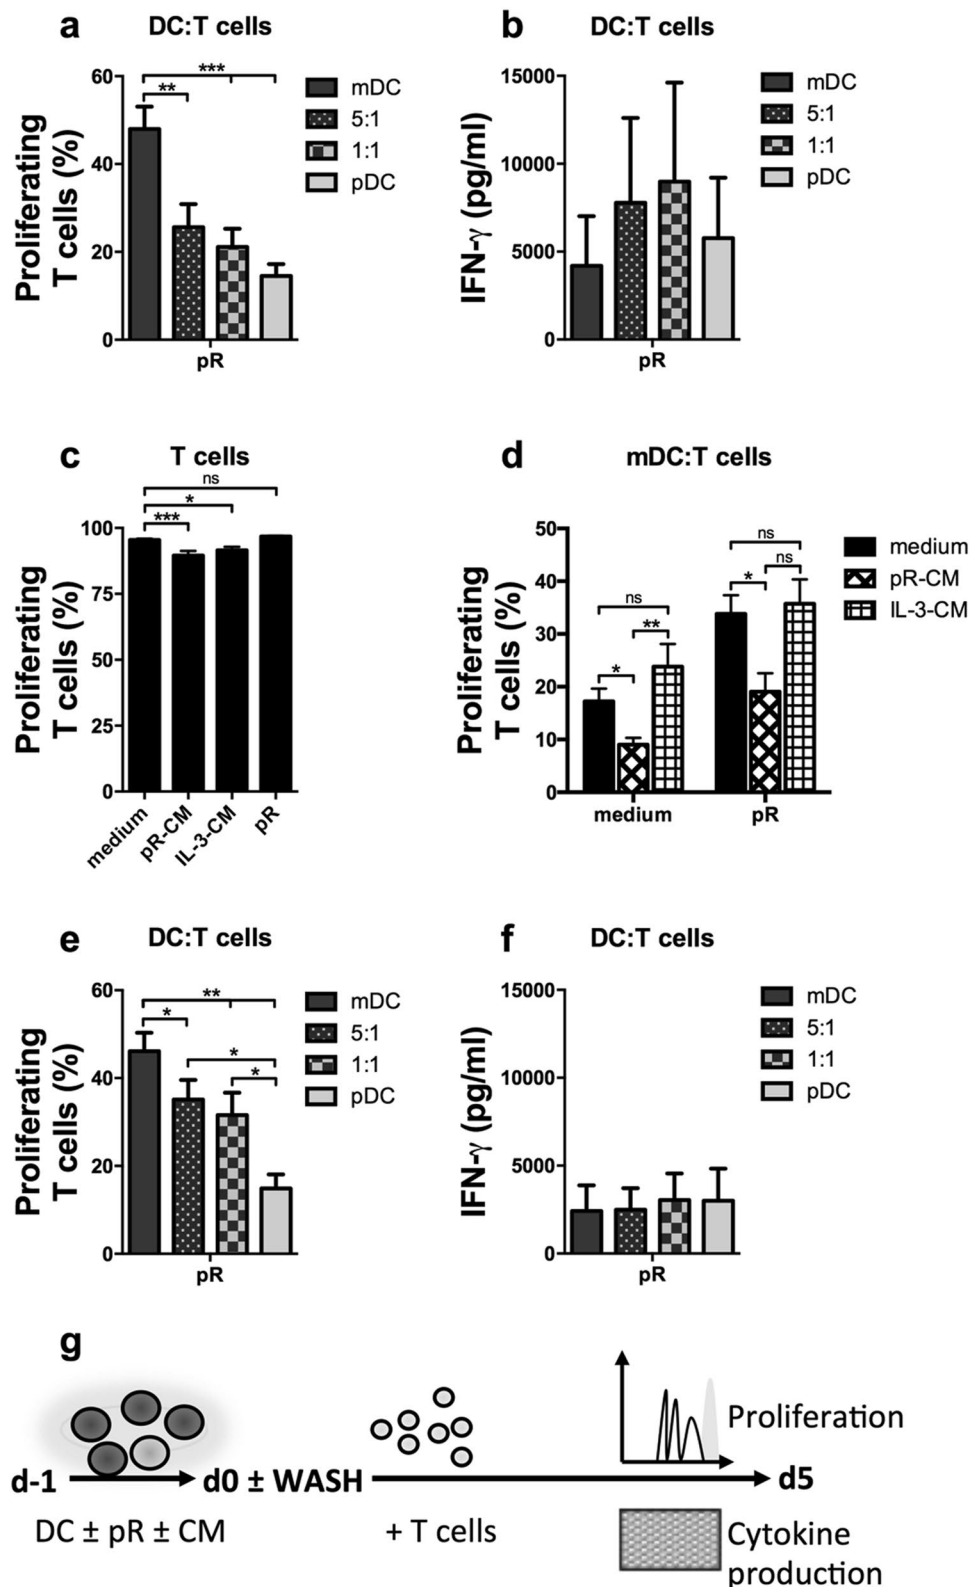 a
DC:T cells
60
40
20
0
Proliferating
T cells (%)
***
**
pR
mDC
5:1
1:1
pDC
b
DC:T cells
15000
10000
5000
0
IFN-γ (pg/ml)
pR
mDC
5:1
1:1
pDC
c
T cells
ns
*
***
100
75
50
25
0
Proliferating
T cells (%)
medium
pR-CM
IL-3-CM
pR
d
mDC:T cells
50
40
30
20
10
0
Proliferating
T cells (%)
ns
**
*
ns
ns
*
medium
pR
medium
pR-CM
IL-3-CM
e
DC:T cells
60
40
20
0
Proliferating
T cells (%)
**
*
*
*
pR
mDC
5:1
1:1
pDC
f
DC:T cells
15000
10000
5000
0
IFN-γ (pg/ml)
pR
mDC
5:1
1:1
pDC
g
Proliferation
d-1
d0 ± WASH
d5
DC ± pR ± CM
+ T cells
Cytokine
production